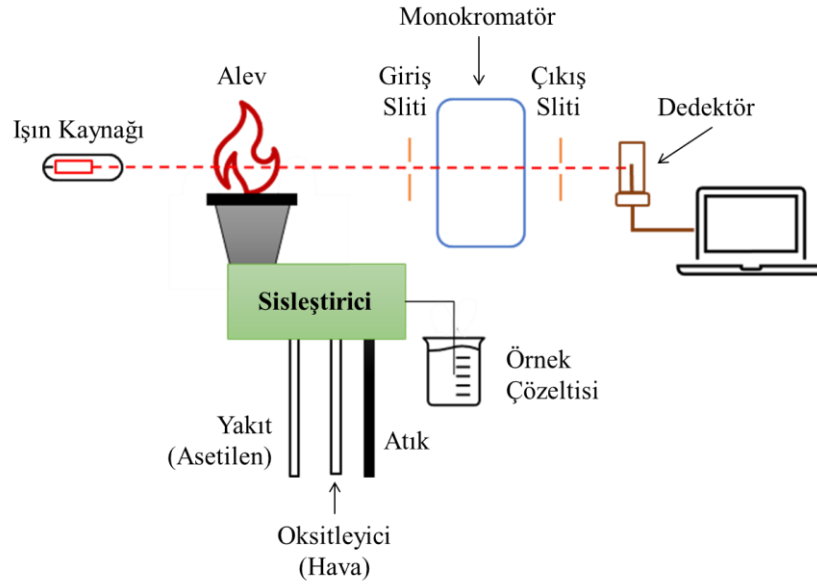 Monokromatör
Giriş
Sliti
Çıkış
Sliti
Alev
Dedektör
Işın Kaynağı
Sisleştirici
Örnek
Çözeltisi
Yakıt
(Asetilen)
Atık
Oksitleyici
(Hava)